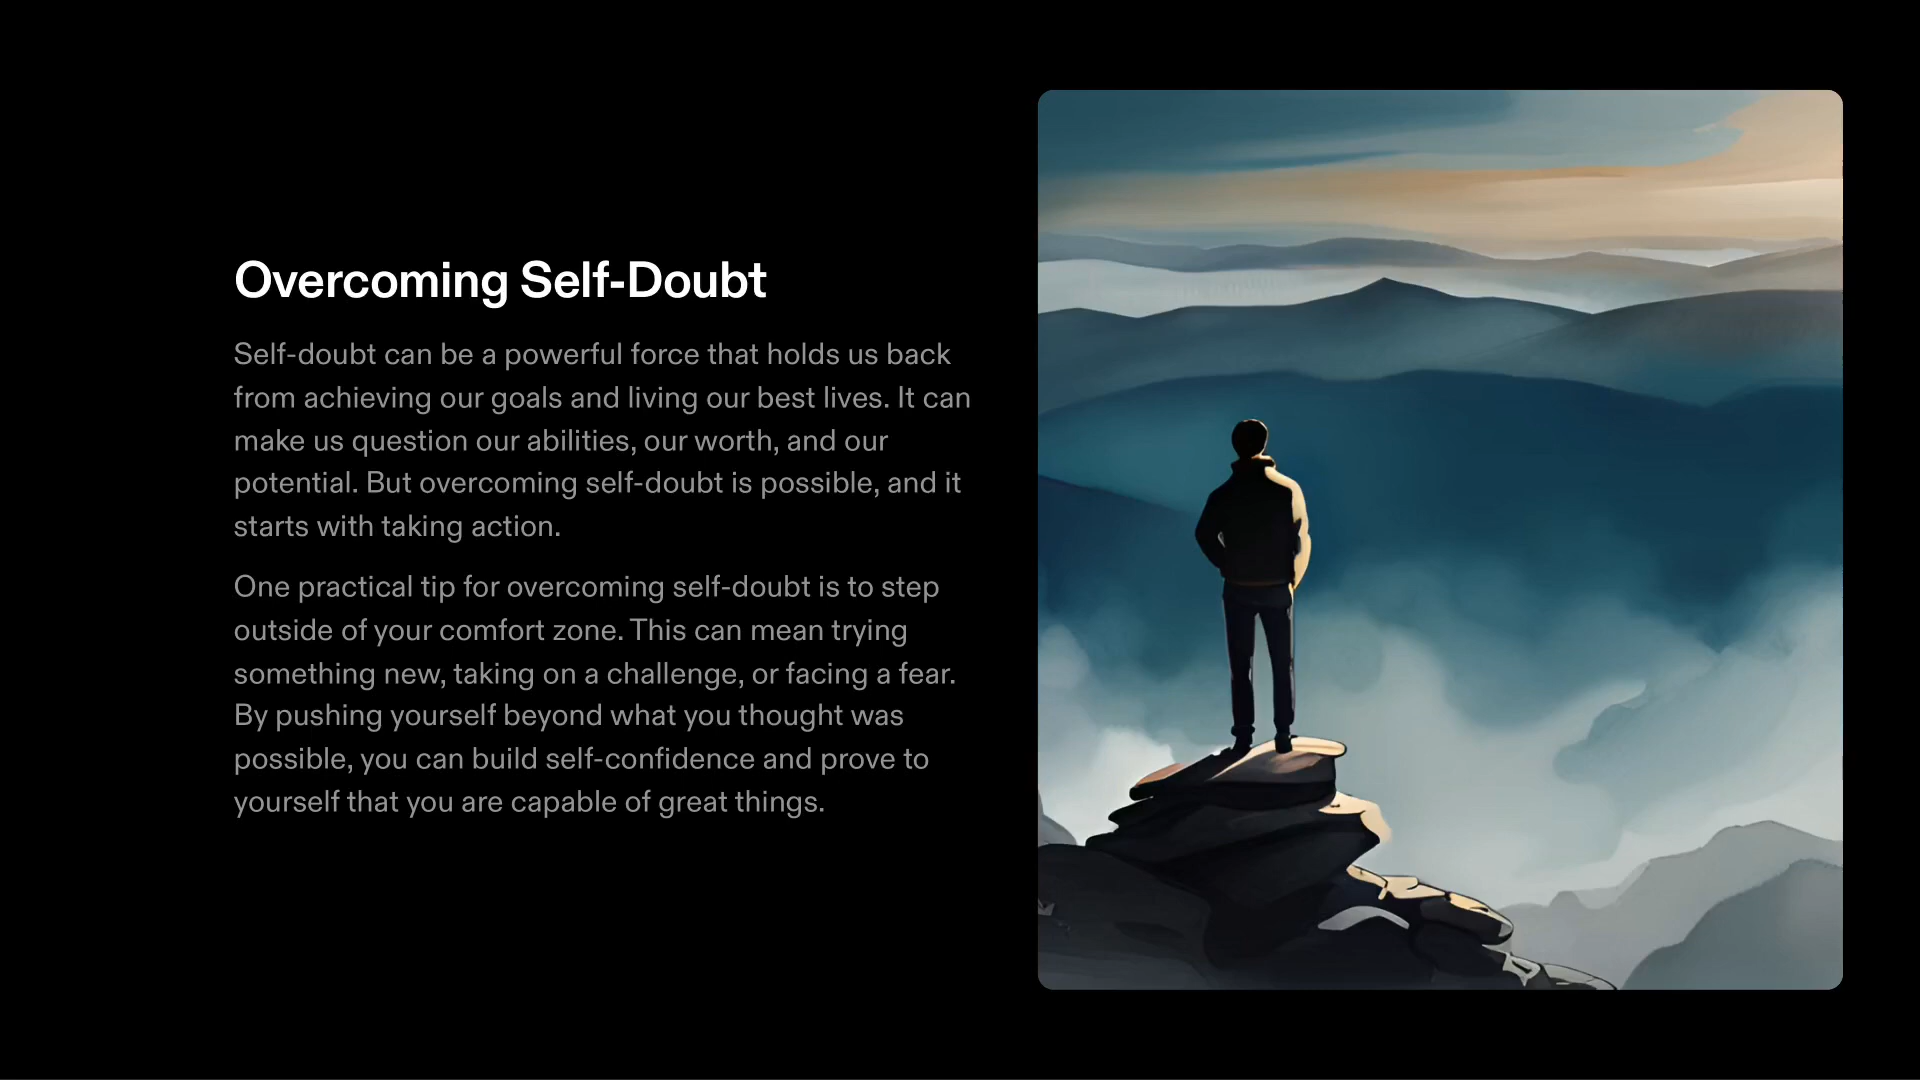 Overcoming Self-Doubt
Self-doubt can be a powerful force that holds us back
from achieving our goals and living our best lives. It can
make us question our abilities, our worth, and our
potential. But overcoming self-doubt is possible, and it
starts with taking action.
One practical tip for overcoming self-doubt is to step
outside of your comfort zone. This can mean trying
something new, taking on a challenge, or facing a fear.
By pushing yourself beyond what you thought was
possible, you can build self-confidence and prove to
yourself that you are capable of great things.